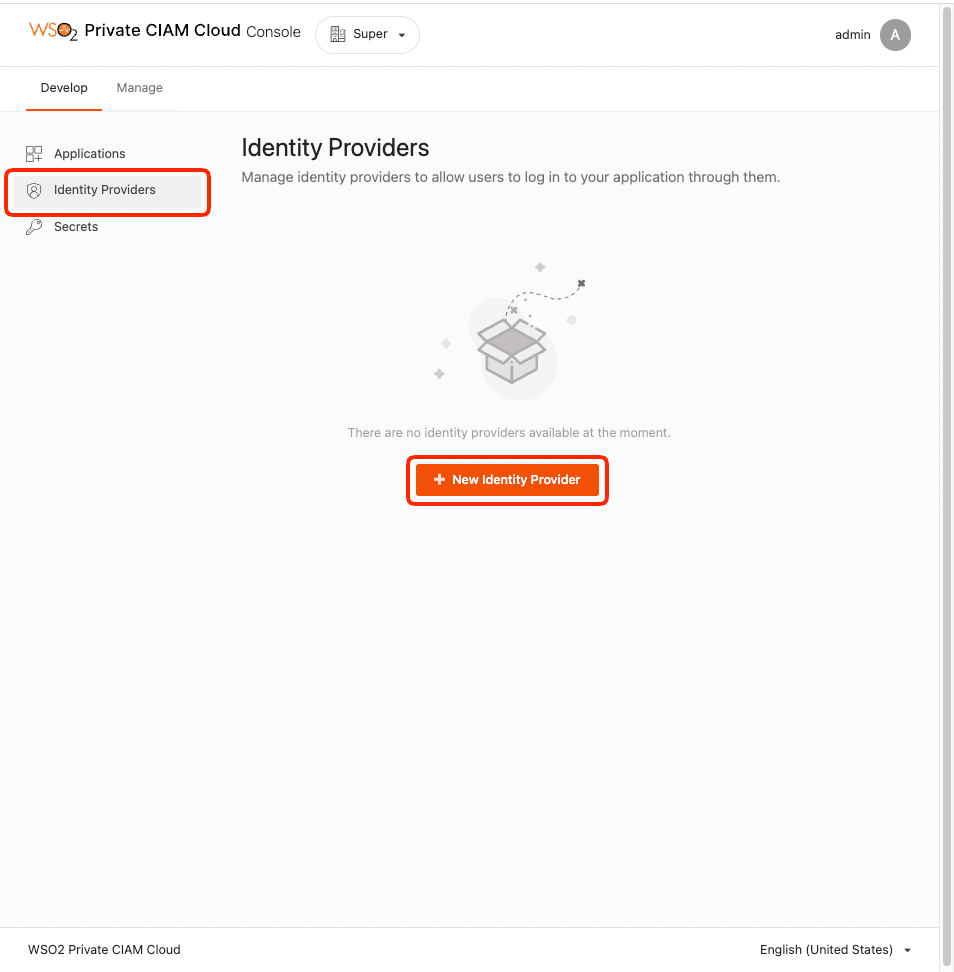 WSO2 Private CIAM Cloud Console Super admin A
Develop Manage
Applications
Identity Providers
Secrets
Identity Providers
Manage identity providers to allow users to log in to your application through them.
There are no identity providers available at the moment.
New Identity Provider
WSO2 Private CIAM Cloud English (United States)